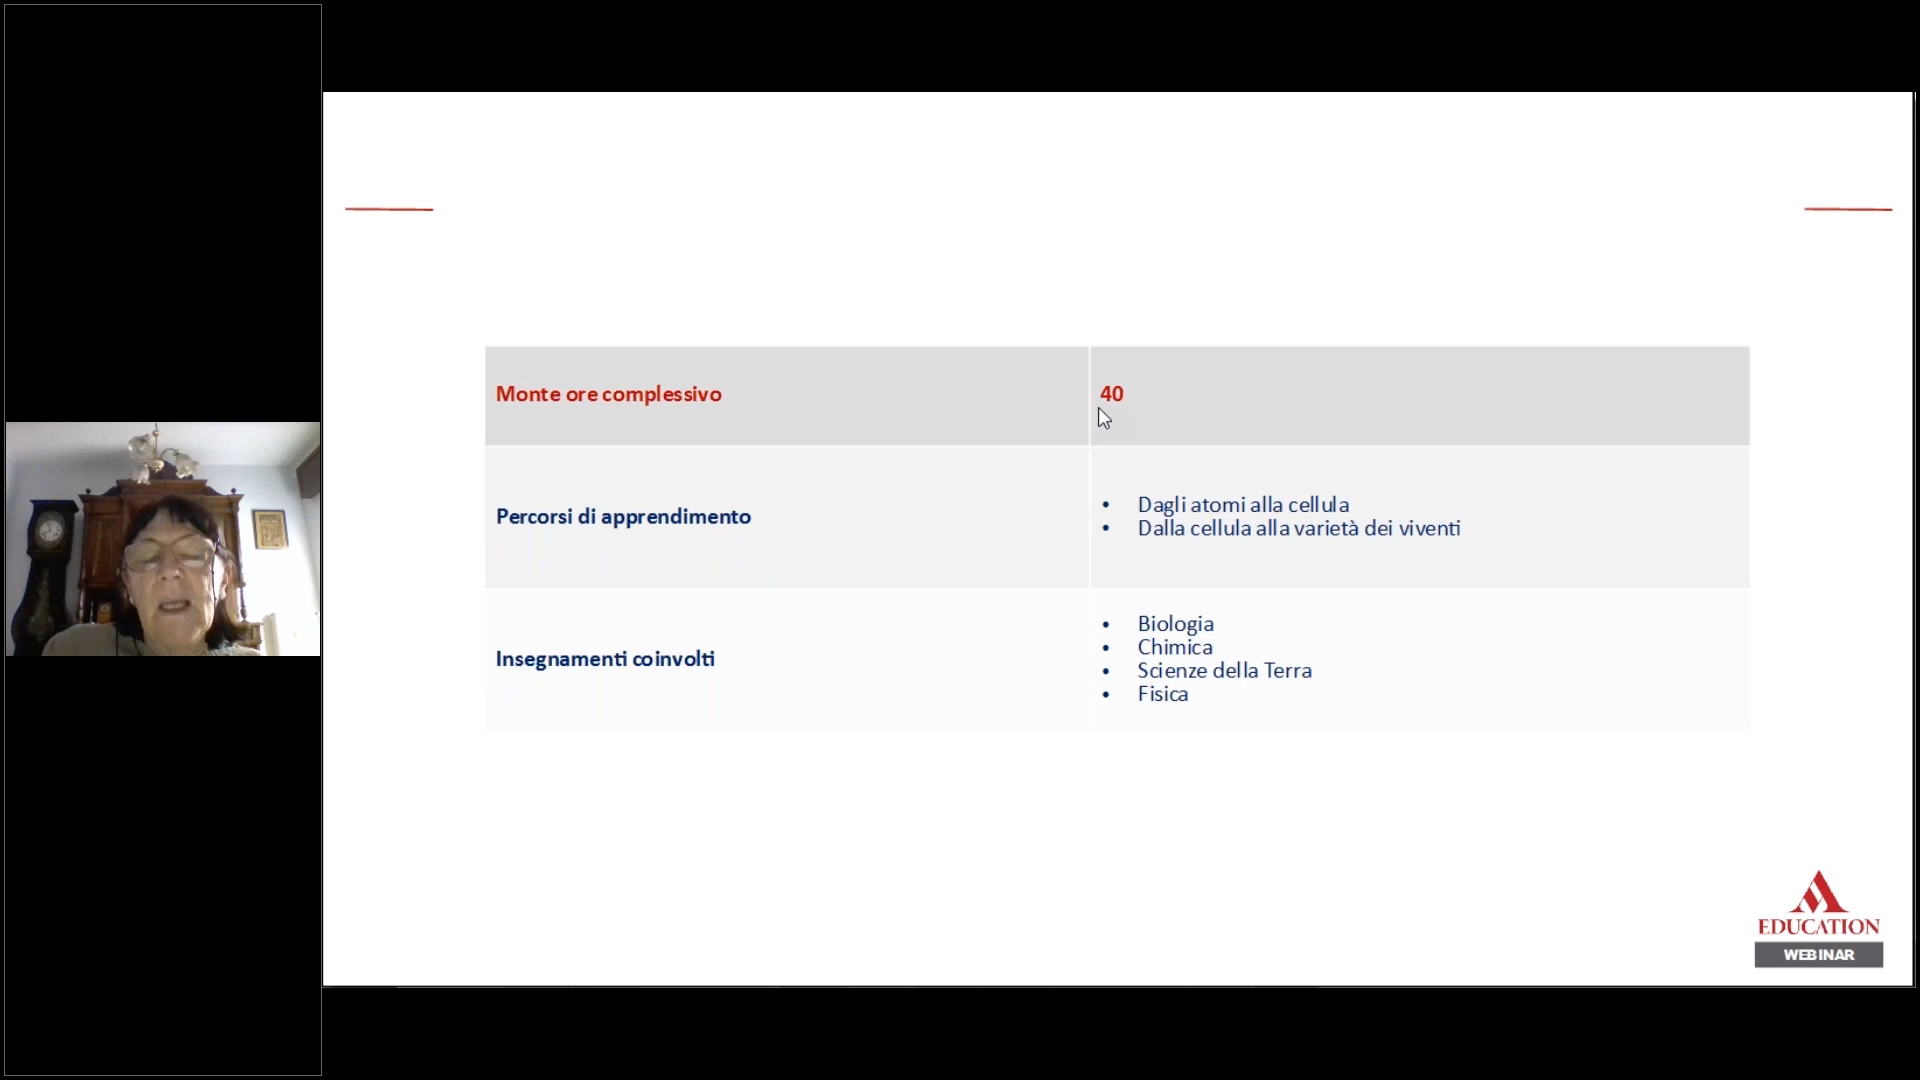 Monte ore complessivo
40
Percorsi di apprendimento
• Dagli atomi alla cellula
• Dalla cellula alla varietà dei viventi
Insegnamenti coinvolti
• Biologia
• Chimica
• Scienze della Terra
• Fisica
EDUCATION
WEBINAR